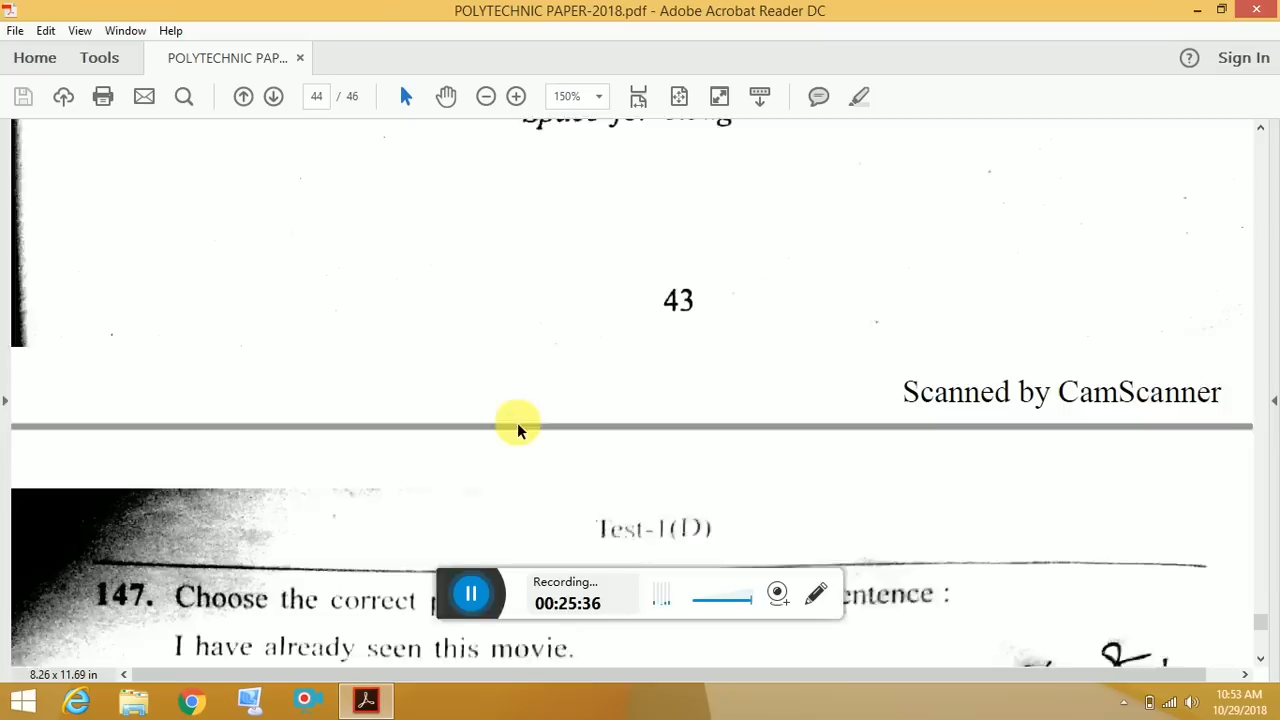 POLYTECHNIC PAPER-2018.pdf - Adobe Acrobat Reader DC
File Edit View Window Help
Home Tools POLYTECHNIC PAP... Sign In
44 / 46 150%
Space for
43
Scanned by CamScanner
Test-1(D)
147. Choose the correct
entence :
I have already seen this movie.
Recording...
00:25:36
8.26 x 11.69 in
10:53 AM
10/29/2018